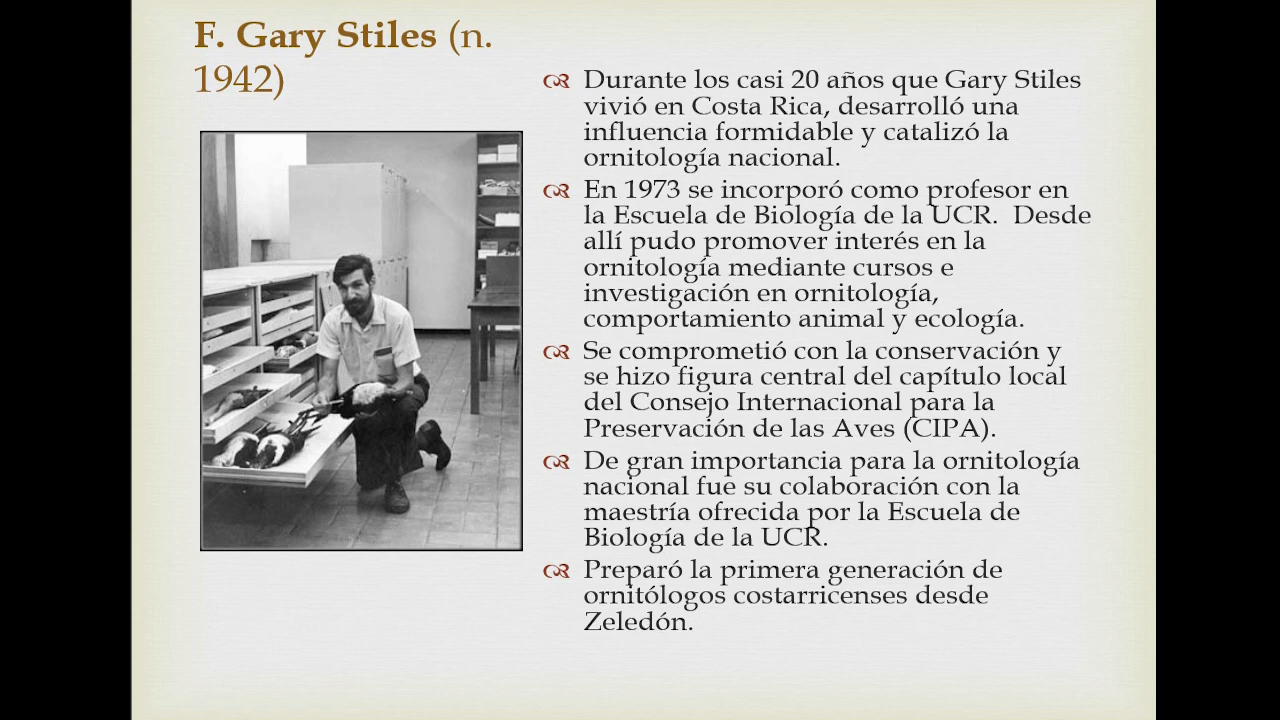 F. Gary Stiles (n.
1942)
Durante los casi 20 años que Gary Stiles
vivió en Costa Rica, desarrolló una
influencia formidable y catalizó la
ornitología nacional.
En 1973 se incorporó como profesor en
la Escuela de Biología de la UCR.  Desde
allí pudo promover interés en la
ornitología mediante cursos e
investigación en ornitología,
comportamiento animal y ecología.
Se comprometió con la conservación y
se hizo figura central del capítulo local
del Consejo Internacional para la
Preservación de las Aves (CIPA).
De gran importancia para la ornitología
nacional fue su colaboración con la
maestría ofrecida por la Escuela de
Biología de la UCR.
Preparó la primera generación de
ornitólogos costarricenses desde
Zeledón.